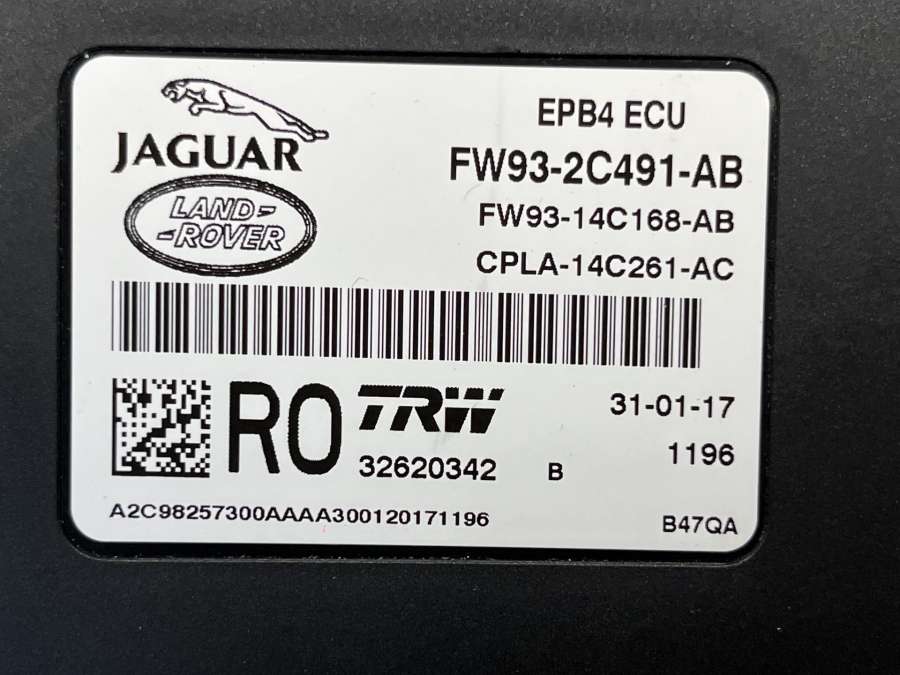 JAGUAR
LAND-
-ROVER
EPB4 ECU
FW93-2C491-AB
FW93-14C168-AB
CPLA-14C261-AC
RO
TRW
32620342 B
31-01-17
1196
A2C98257300AAAA300120171196
B47QA